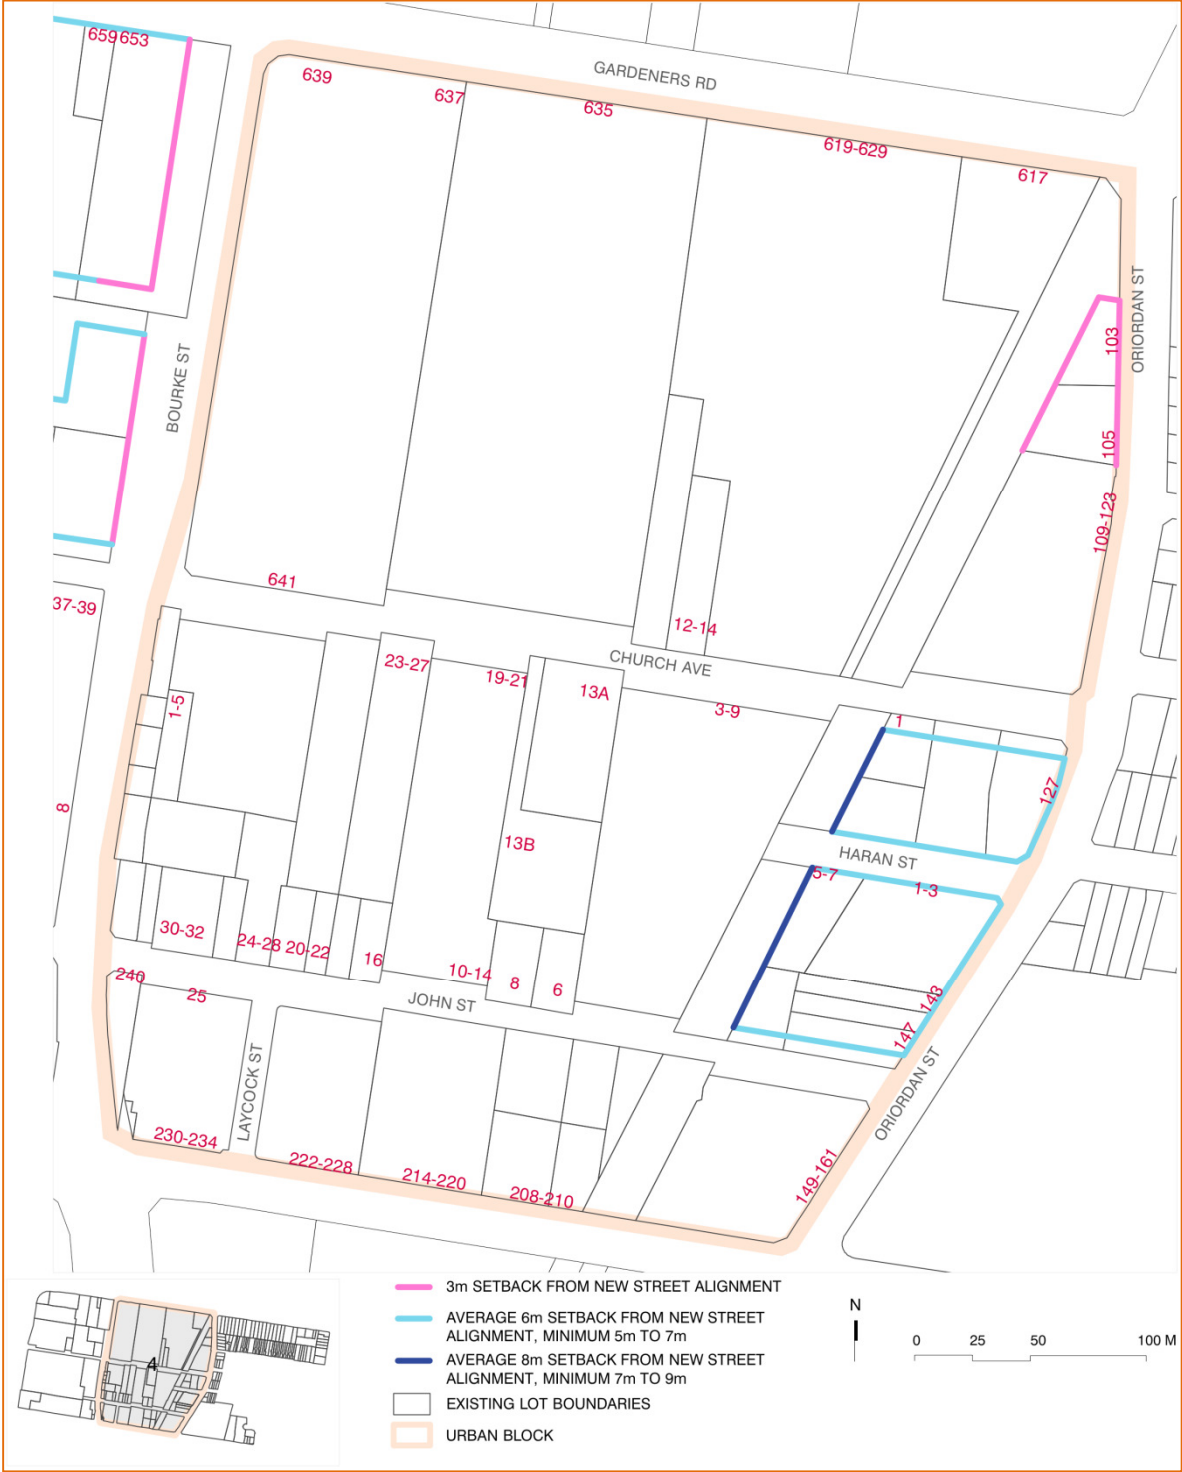 659 653
GARDENERS RD
639
637
635
619-629
617
ORIORDAN ST
103
BOURKE ST
105
109-123
641
37-39
12-14
CHURCH AVE
23-27
19-21
13A
1-5
3-9
1
127
8
13B
HARAN ST
5-7
1-3
30-32
24-28
20-22
16
10-14
8
6
240
25
JOHN ST
143
147
LAYCOCK ST
ORIORDAN ST
230-234
222-228
214-220
208-210
149-161
3m SETBACK FROM NEW STREET ALIGNMENT
AVERAGE 6m SETBACK FROM NEW STREET
ALIGNMENT, MINIMUM 5m TO 7m
AVERAGE 8m SETBACK FROM NEW STREET
ALIGNMENT, MINIMUM 7m TO 9m
EXISTING LOT BOUNDARIES
URBAN BLOCK
4
N
0 25 50 100 M